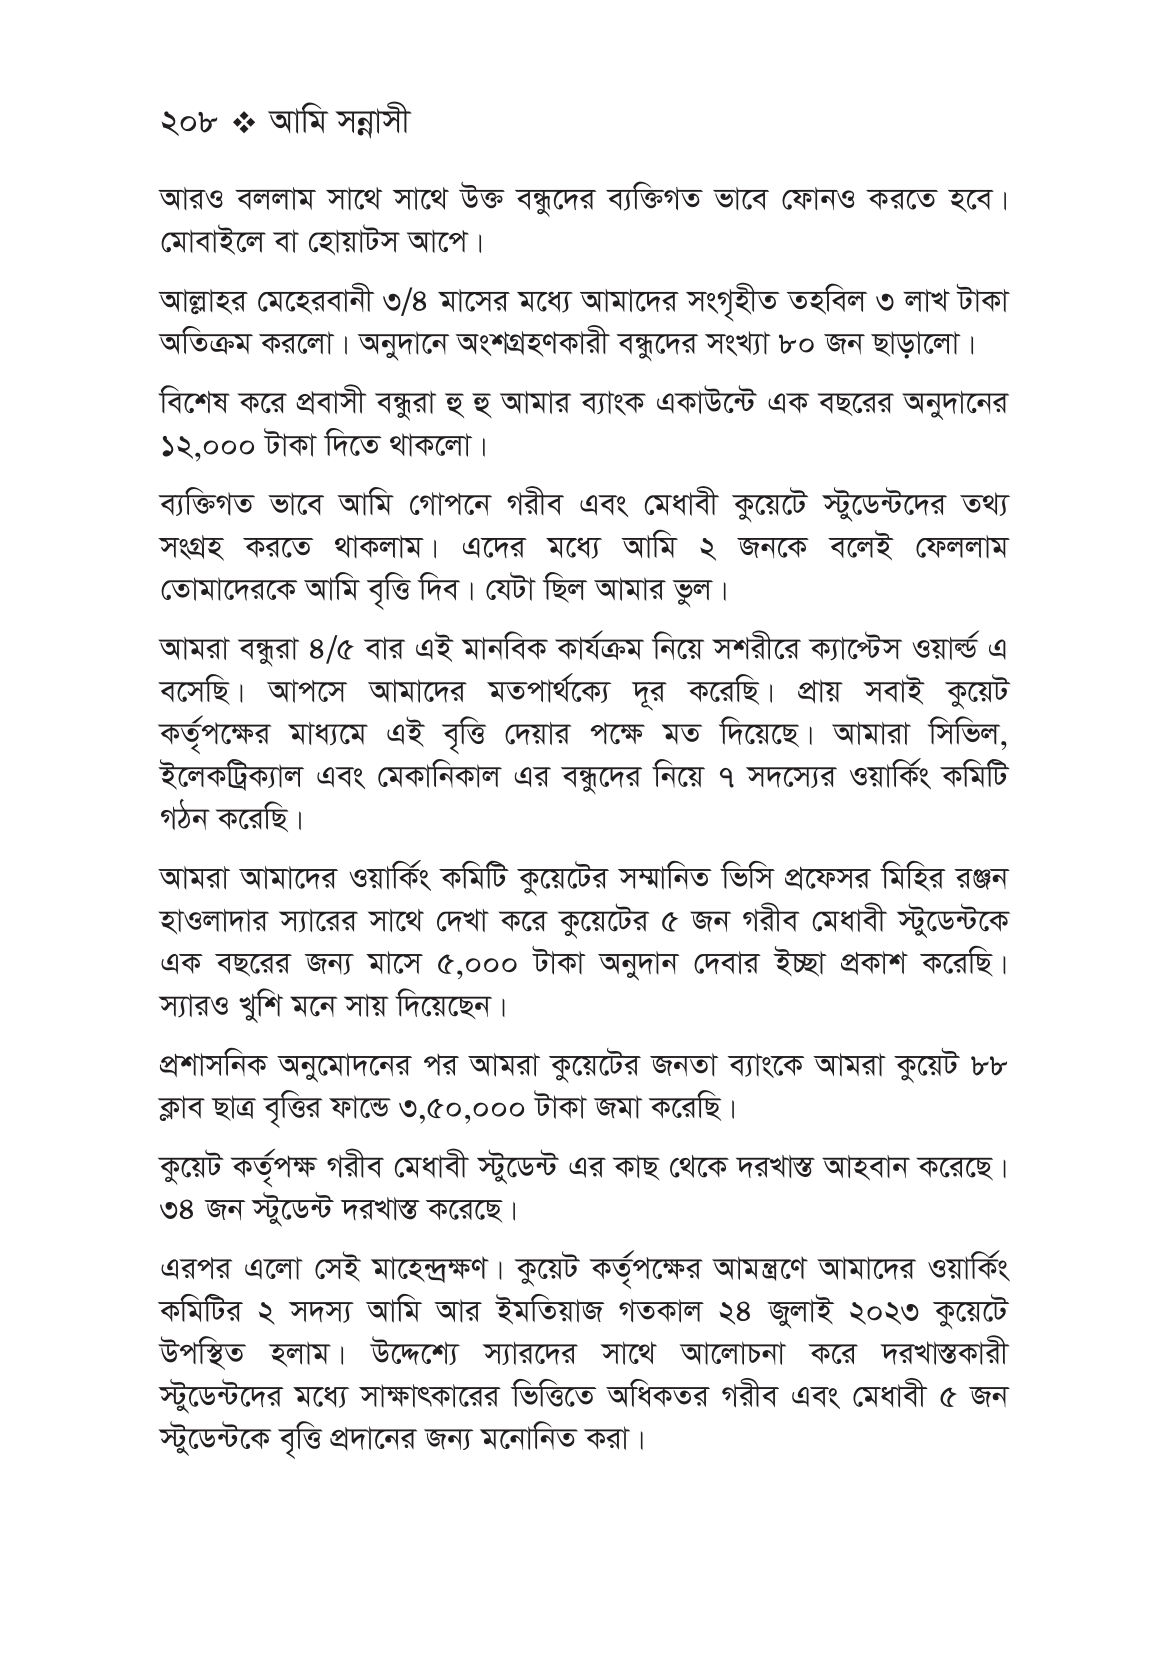 ২০৮ ❖ আমি সন্নাসী
আরও বললাম সাথে সাথে উক্ত বন্ধুদের ব্যক্তিগত ভাবে ফোনও করতে হবে।
মোবাইলে বা হোয়াটস আপে।
আল্লাহর মেহেরবানী ৩/৪ মাসের মধ্যে আমাদের সংগৃহীত তহবিল ৩ লাখ টাকা
অতিক্রম করলো। অনুদানে অংশগ্রহণকারী বন্ধুদের সংখ্যা ৮০ জন ছাড়ালো।
বিশেষ করে প্রবাসী বন্ধুরা হু হু আমার ব্যাংক একাউন্টে এক বছরের অনুদানের
১২,০০০ টাকা দিতে থাকলো।
ব্যক্তিগত ভাবে আমি গোপনে গরীব এবং মেধাবী কুয়েটে স্টুডেন্টদের তথ্য
সংগ্রহ করতে থাকলাম। এদের মধ্যে আমি ২ জনকে বলেই ফেললাম
তোমাদেরকে আমি বৃত্তি দিব। যেটা ছিল আমার ভুল।
আমরা বন্ধুরা ৪/৫ বার এই মানবিক কার্যক্রম নিয়ে সশরীরে ক্যাপ্টেস ওয়ার্ল্ড এ
বসেছি। আপসে আমাদের মতপার্থক্যে দূর করেছি। প্রায় সবাই কুয়েট
কর্তৃপক্ষের মাধ্যমে এই বৃত্তি দেয়ার পক্ষে মত দিয়েছে। আমারা সিভিল,
ইলেকট্রিক্যাল এবং মেকানিকাল এর বন্ধুদের নিয়ে ৭ সদস্যের ওয়ার্কিং কমিটি
গঠন করেছি।
আমরা আমাদের ওয়ার্কিং কমিটি কুয়েটের সম্মানিত ভিসি প্রফেসর মিহির রঞ্জন
হাওলাদার স্যারের সাথে দেখা করে কুয়েটের ৫ জন গরীব মেধাবী স্টুডেন্টকে
এক বছরের জন্য মাসে ৫,০০০ টাকা অনুদান দেবার ইচ্ছা প্রকাশ করেছি।
স্যারও খুশি মনে সায় দিয়েছেন।
প্রশাসনিক অনুমোদনের পর আমরা কুয়েটের জনতা ব্যাংকে আমরা কুয়েট ৮৮
ক্লাব ছাত্র বৃত্তির ফান্ডে ৩,৫০,০০০ টাকা জমা করেছি।
কুয়েট কর্তৃপক্ষ গরীব মেধাবী স্টুডেন্ট এর কাছ থেকে দরখাস্ত আহবান করেছে।
৩৪ জন স্টুডেন্ট দরখাস্ত করেছে।
এরপর এলো সেই মাহেন্দ্রক্ষণ। কুয়েট কর্তৃপক্ষের আমন্ত্রণে আমাদের ওয়ার্কিং
কমিটির ২ সদস্য আমি আর ইমতিয়াজ গতকাল ২৪ জুলাই ২০২৩ কুয়েটে
উপস্থিত হলাম। উদ্দেশ্যে স্যারদের সাথে আলোচনা করে দরখাস্তকারী
স্টুডেন্টদের মধ্যে সাক্ষাৎকারের ভিত্তিতে অধিকতর গরীব এবং মেধাবী ৫ জন
স্টুডেন্টকে বৃত্তি প্রদানের জন্য মনোনিত করা।